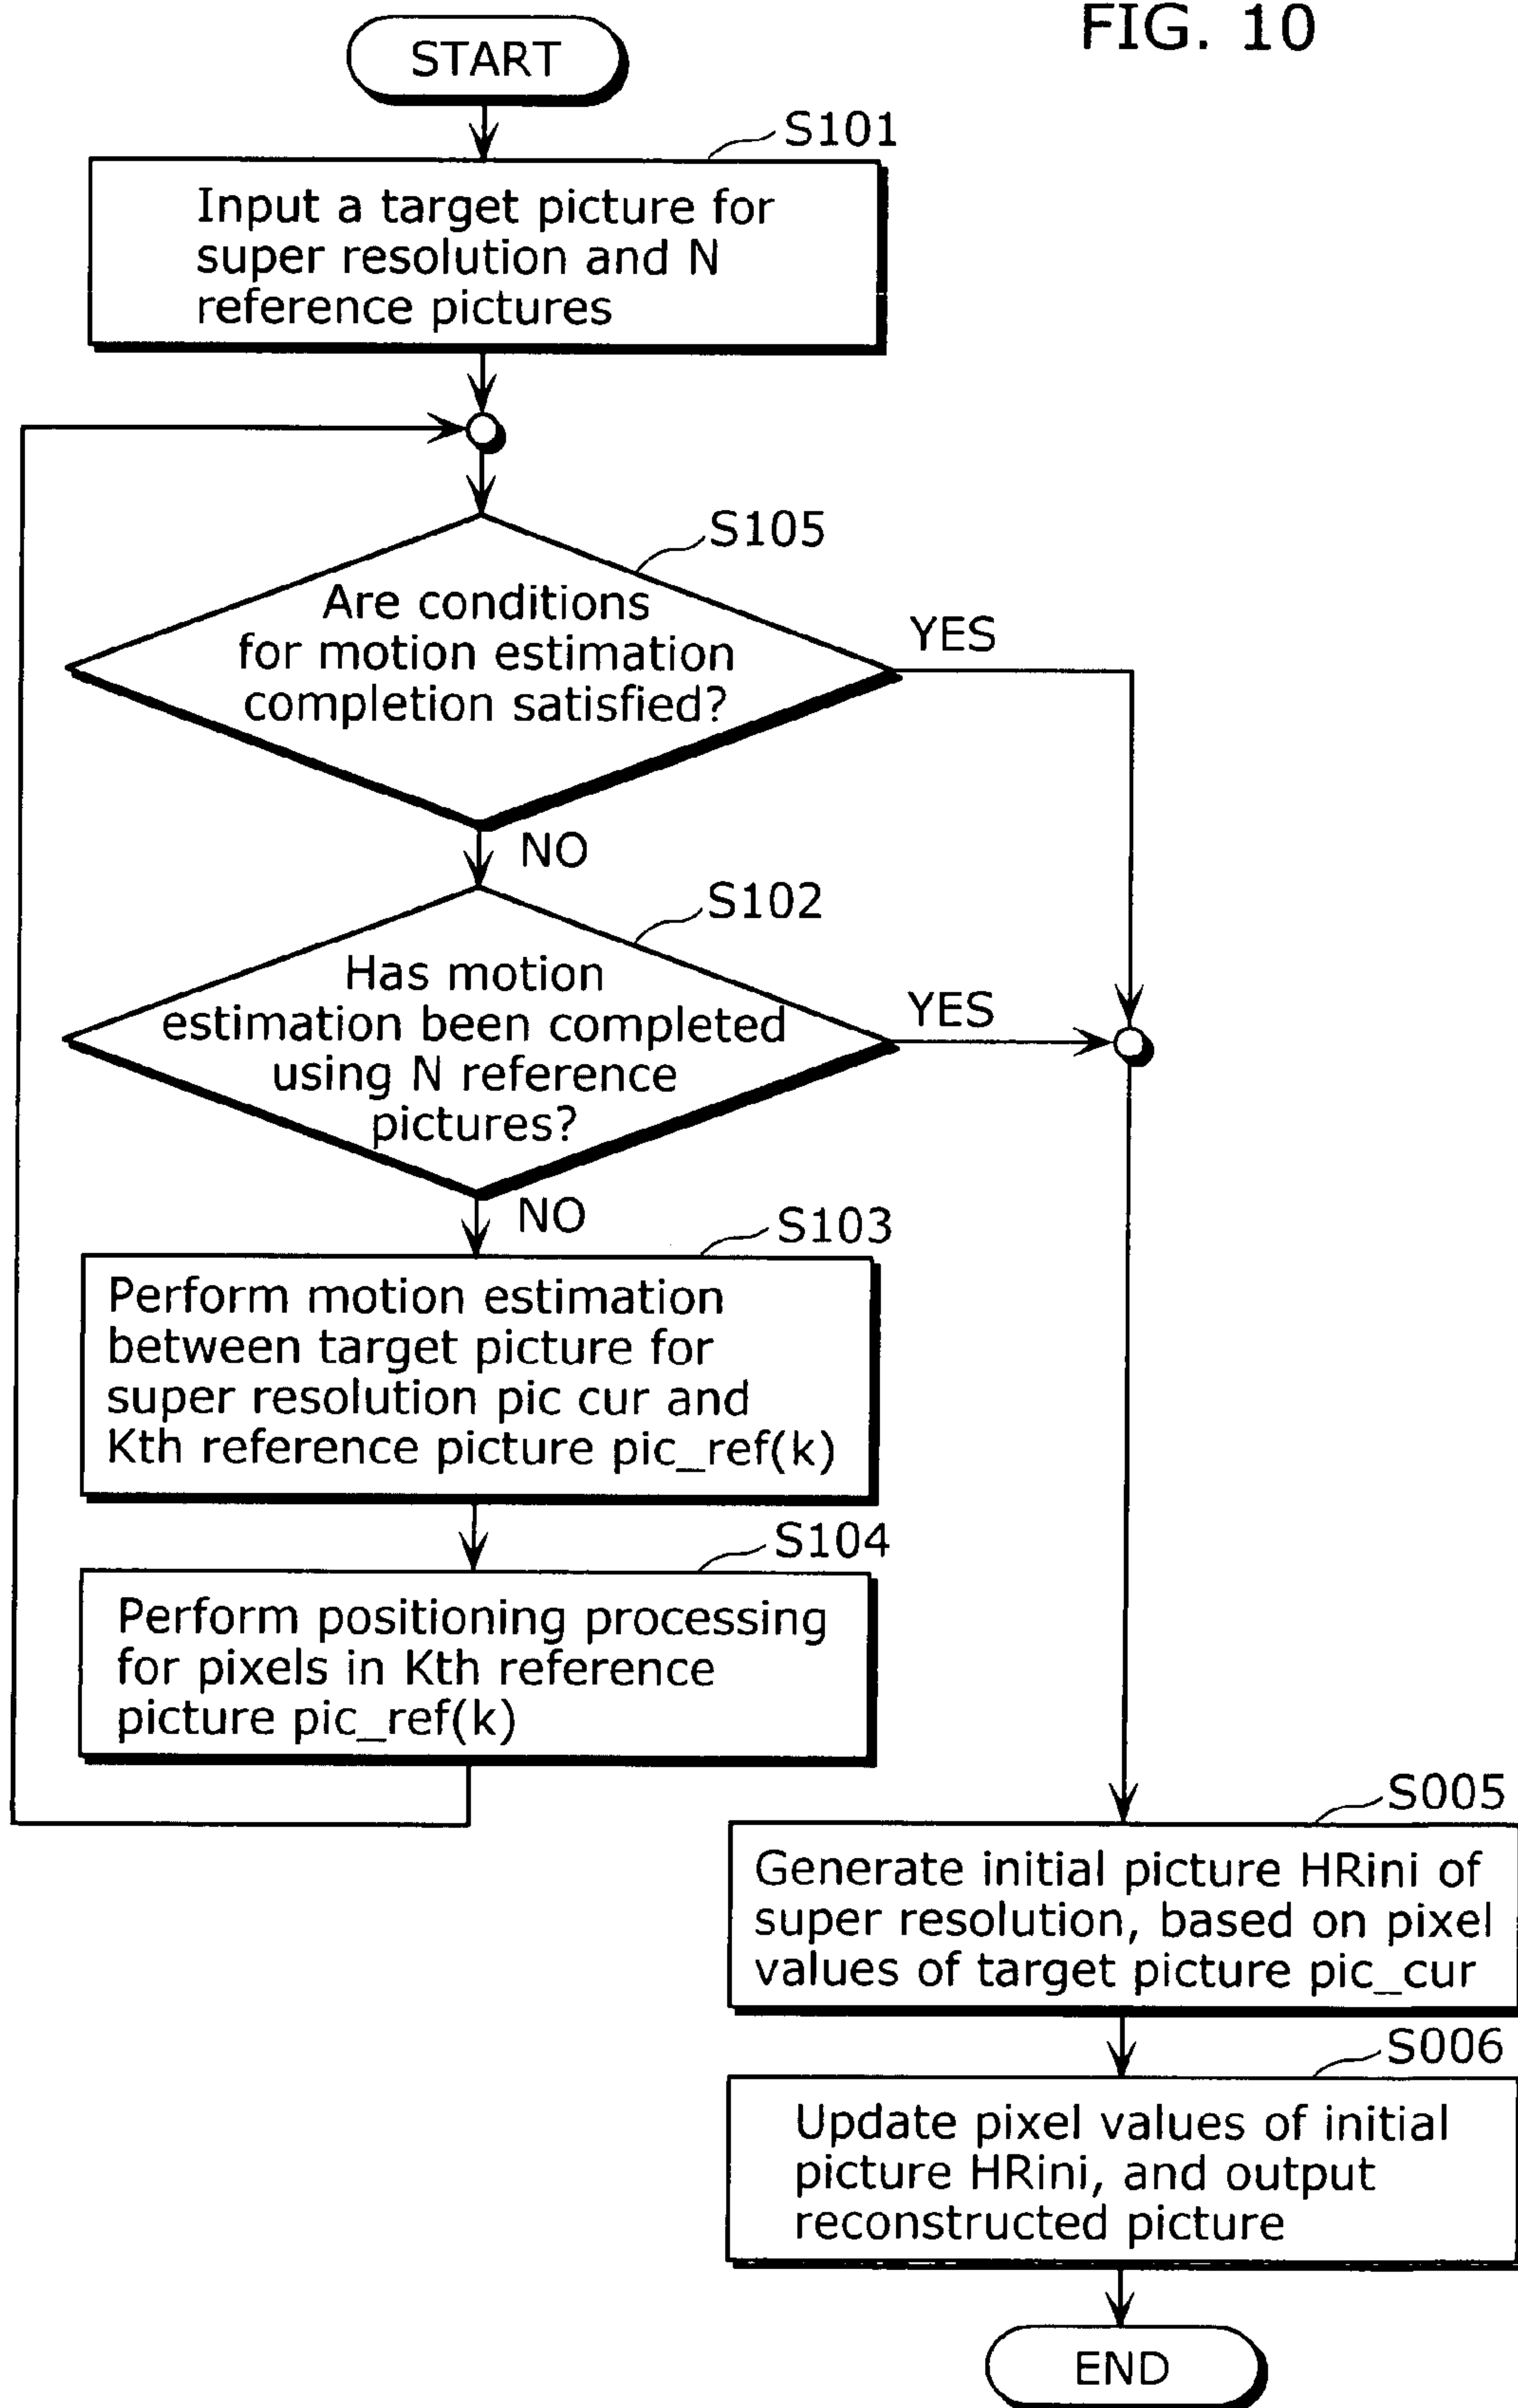 FIG. 10
START
S101
Input a target picture for
super resolution and N
reference pictures
S105
Are conditions
for motion estimation
completion satisfied?
YES
NO
S102
Has motion
estimation been completed
using N reference
pictures?
YES
NO
S103
Perform motion estimation
between target picture for
super resolution pic cur and
Kth reference picture pic_ref(k)
S104
Perform positioning processing
for pixels in Kth reference
picture pic_ref(k)
S005
Generate initial picture HRini of
super resolution, based on pixel
values of target picture pic_cur
S006
Update pixel values of initial
picture HRini, and output
reconstructed picture
END